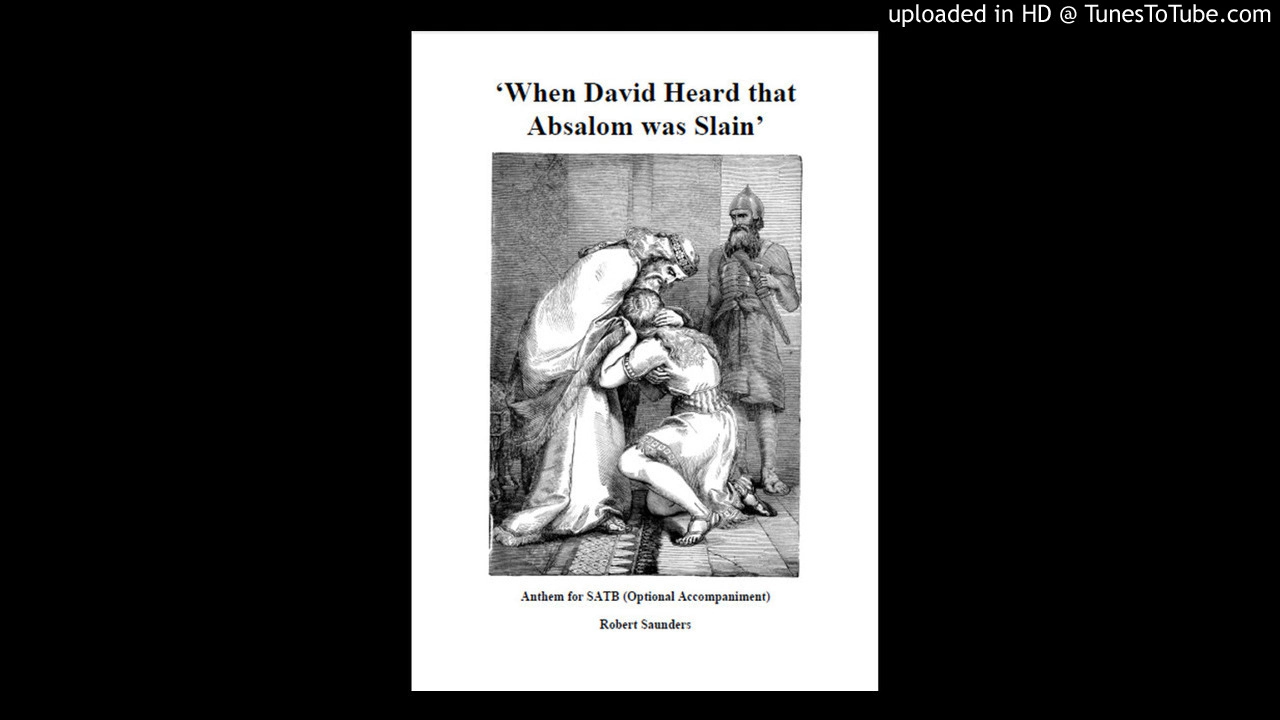 uploaded in HD @ TunesToTube.com
‘When David Heard that
Absalom was Slain’
Anthem for SATB (Optional Accompaniment)
Robert Saunders